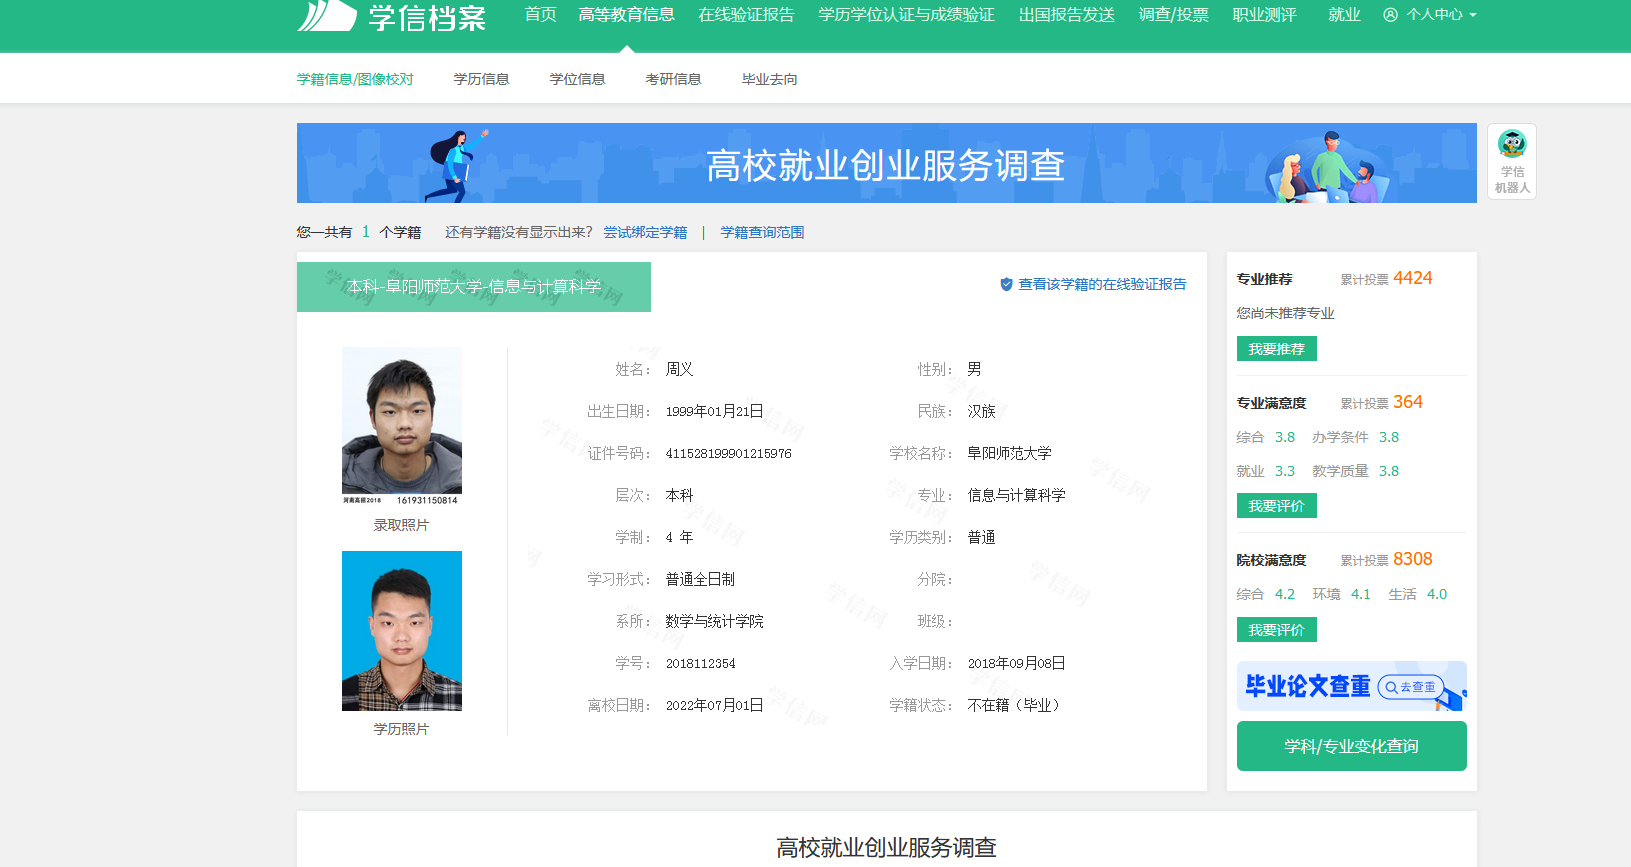 学信档案 首页 高等教育信息 在线验证报告 学历学位认证与成绩验证 出国报告发送 调查/投票 职业测评 就业 个人中心
学籍信息/图像校对 学历信息 学位信息 考研信息 毕业去向
高校就业创业服务调查
学信
机器人
您一共有 1 个学籍 还有学籍没有显示出来? 尝试绑定学籍 | 学籍查询范围
本科-阜阳师范大学-信息与计算科学
查看该学籍的在线验证报告
河南高招2018 161931150814
录取照片
学历照片
姓名: 周义 性别: 男
出生日期: 1999年01月21日 民族: 汉族
证件号码: 411528199901215976 学校名称: 阜阳师范大学
层次: 本科 专业: 信息与计算科学
学制: 4 年 学历类别: 普通
学习形式: 普通全日制 分院:
系所: 数学与统计学院 班级:
学号: 2018112354 入学日期: 2018年09月08日
离校日期: 2022年07月01日 学籍状态: 不在籍（毕业）
专业推荐 累计投票 4424
您尚未推荐专业
我要推荐
专业满意度 累计投票 364
综合 3.8 办学条件 3.8
就业 3.3 教学质量 3.8
我要评价
院校满意度 累计投票 8308
综合 4.2 环境 4.1 生活 4.0
我要评价
毕业论文查重 去查重
学科/专业变化查询
高校就业创业服务调查
学信网